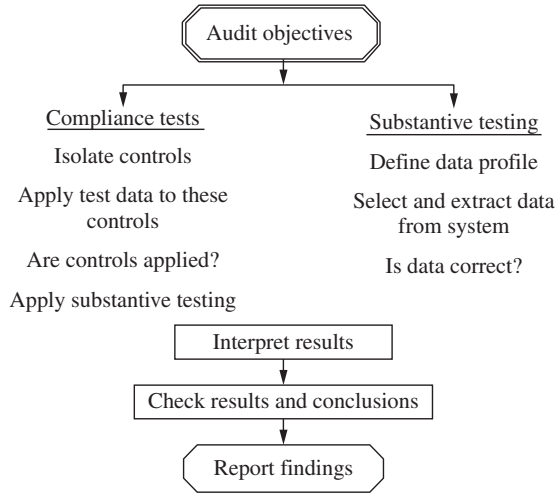 Audit objectives
Compliance tests
Isolate controls
Apply test data to these
controls
Are controls applied?
Apply substantive testing
Substantive testing
Define data profile
Select and extract data
from system
Is data correct?
Interpret results
Check results and conclusions
Report findings